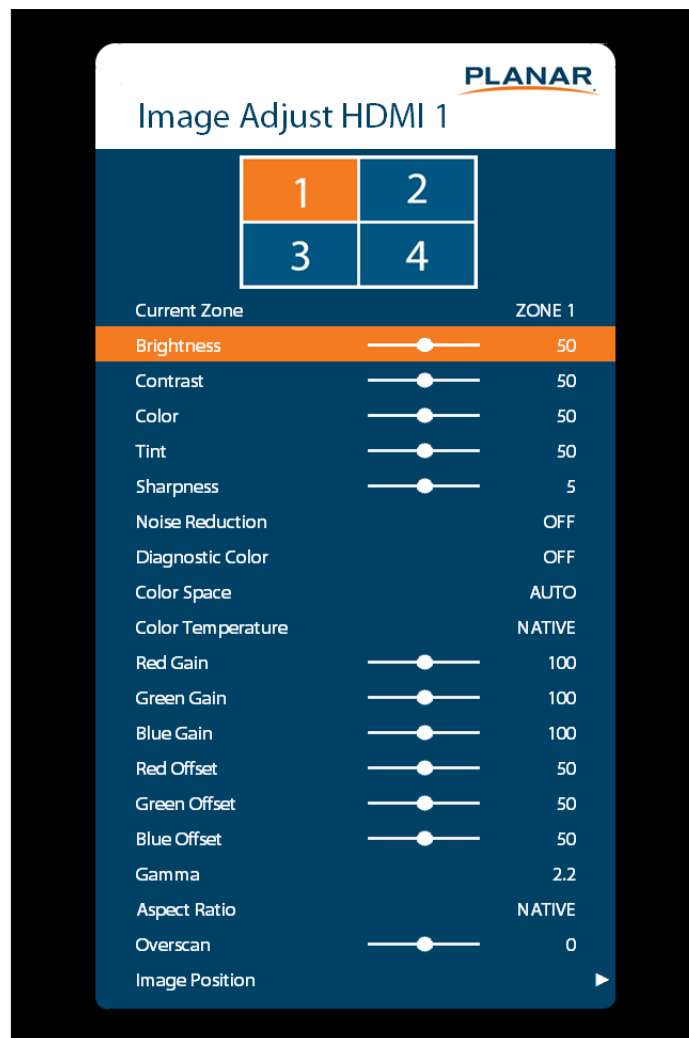 PLANAR
Image Adjust HDMI 1
1 2
3 4
Current Zone ZONE 1
Brightness 50
Contrast 50
Color 50
Tint 50
Sharpness 5
Noise Reduction OFF
Diagnostic Color OFF
Color Space AUTO
Color Temperature NATIVE
Red Gain 100
Green Gain 100
Blue Gain 100
Red Offset 50
Green Offset 50
Blue Offset 50
Gamma 2.2
Aspect Ratio NATIVE
Overscan 0
Image Position